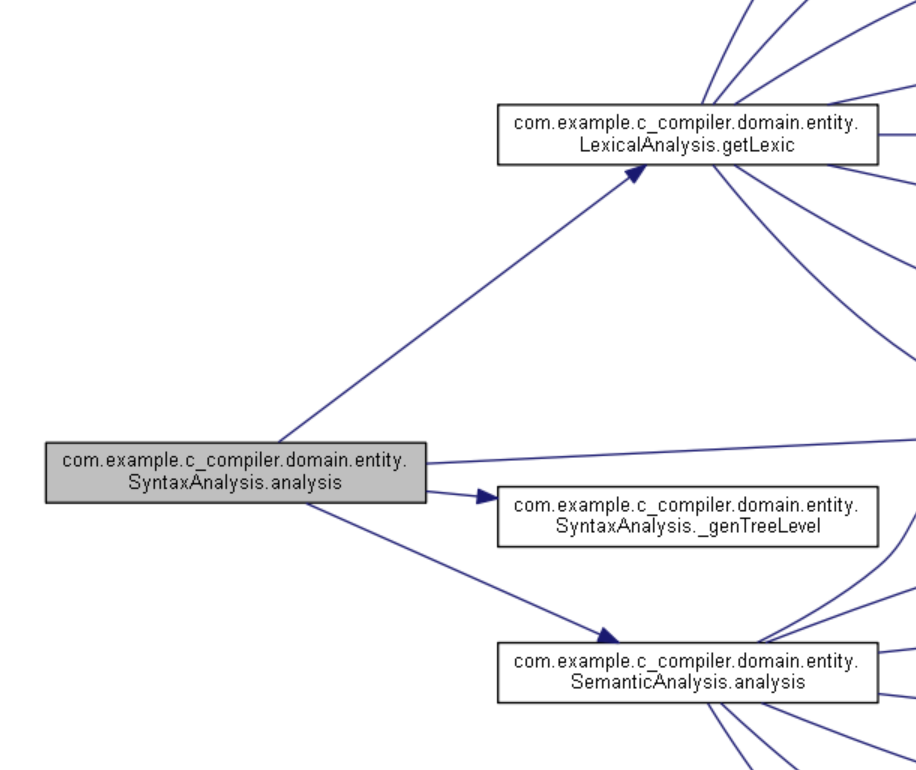 com.example.c_compiler.domain.entity.
LexicalAnalysis.getLexic
com.example.c_compiler.domain.entity.
SyntaxAnalysis.analysis
com.example.c_compiler.domain.entity.
SyntaxAnalysis._genTreeLevel
com.example.c_compiler.domain.entity.
SemanticAnalysis.analysis